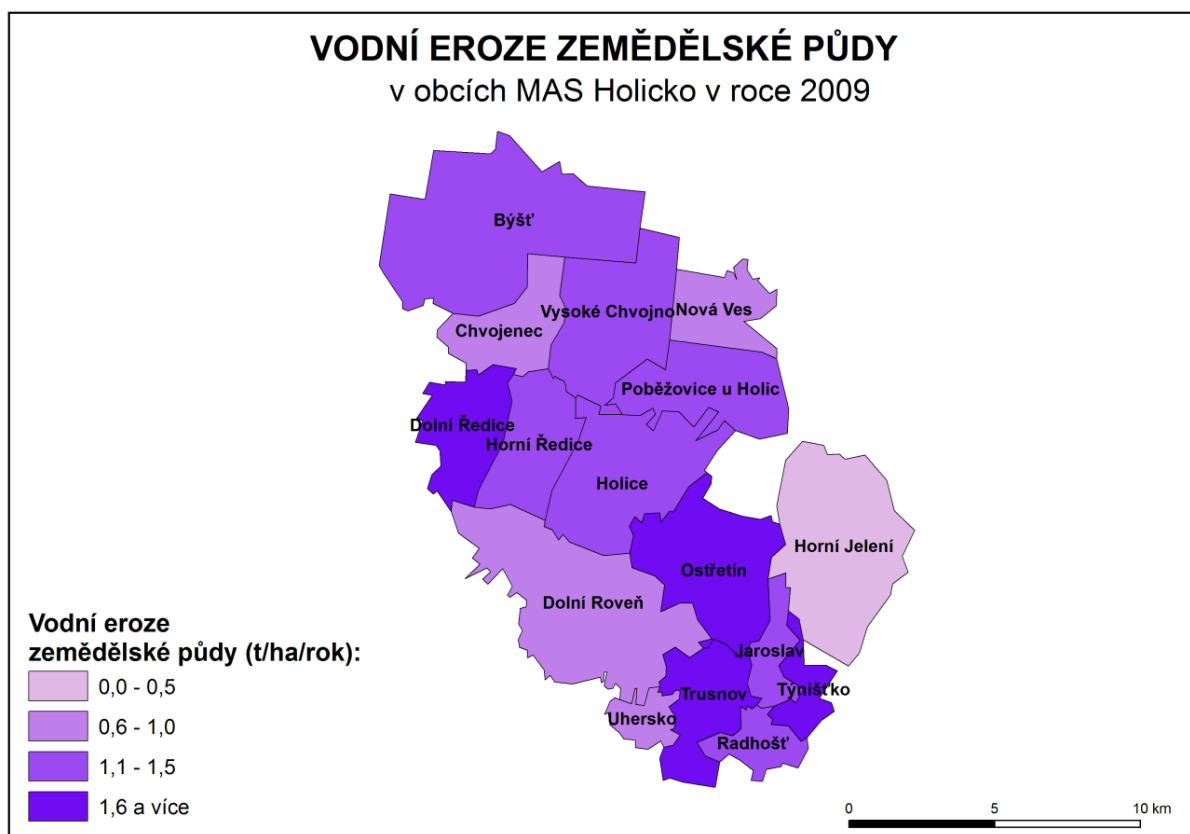 VODNÍ EROZE ZEMĚDĚLSKÉ PŮDY
v obcích MAS Holicko v roce 2009
Býšť
Vysoké Chvojno
Nová Ves
Chvojenec
Poběžovice u Holic
Dolní Ředice
Horní Ředice
Holice
Horní Jelení
Ostřetín
Dolní Roveň
Jaroslav
Týnišťko
Trusnov
Uhersko
Radhošť
Vodní eroze
zemědělské půdy (t/ha/rok):
0,0 - 0,5
0,6 - 1,0
1,1 - 1,5
1,6 a více
0 5 10 km